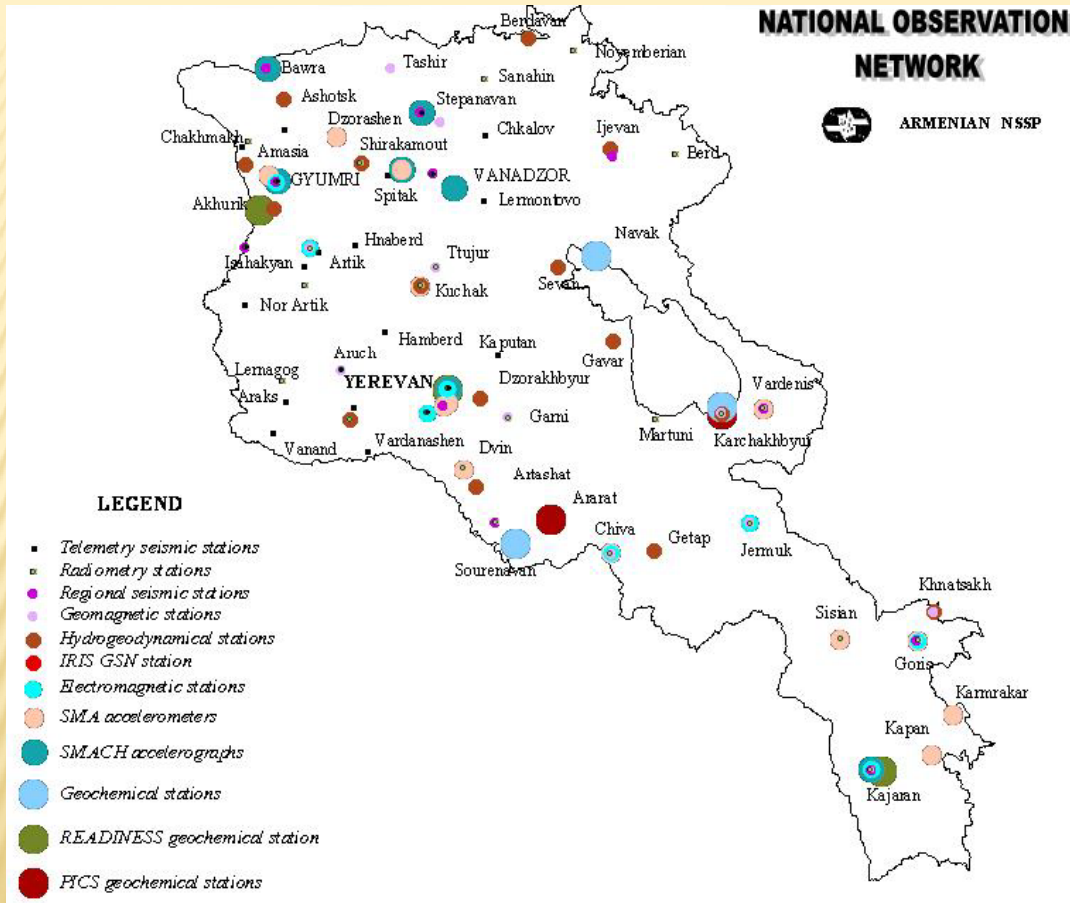 NATIONAL OBSERVATION
NETWORK
ARMENIAN NSSP
Berdavan
Noyemberian
Bawra
Tashir
Sanahin
Ashotsk
Stepanavan
Dzorashen
Chkalov
Ijevan
Chakhmakh
Shirakamout
Berd
Amasia
GYUMRI
VANADZOR
Spitak
Lermontovo
Akhurik
Navak
Hnaberd
Isahakyan
Artik
Ttujur
Sevan
Kuchak
Nor Artik
Hamberd
Kaputan
Gavar
Aruch
Lernagog
YEREVAN
Dzorakhbyur
Vardenis
Araks
Garni
Martuni
Karchakhbyur
Vanand
Vardanashen
Dvin
Artashat
Ararat
Chiva
Getap
Jermuk
Sourenavan
Khnatsakh
Sisian
Goris
Karmrakar
Kapan
Kajaran
LEGEND
Telemetry seismic stations
Radiometry stations
Regional seismic stations
Geomagnetic stations
Hydrogeodynamical stations
IRIS GSN station
Electromagnetic stations
SMA accelerometers
SMACH accelerographs
Geochemical stations
READINESS geochemical station
PICS geochemical stations